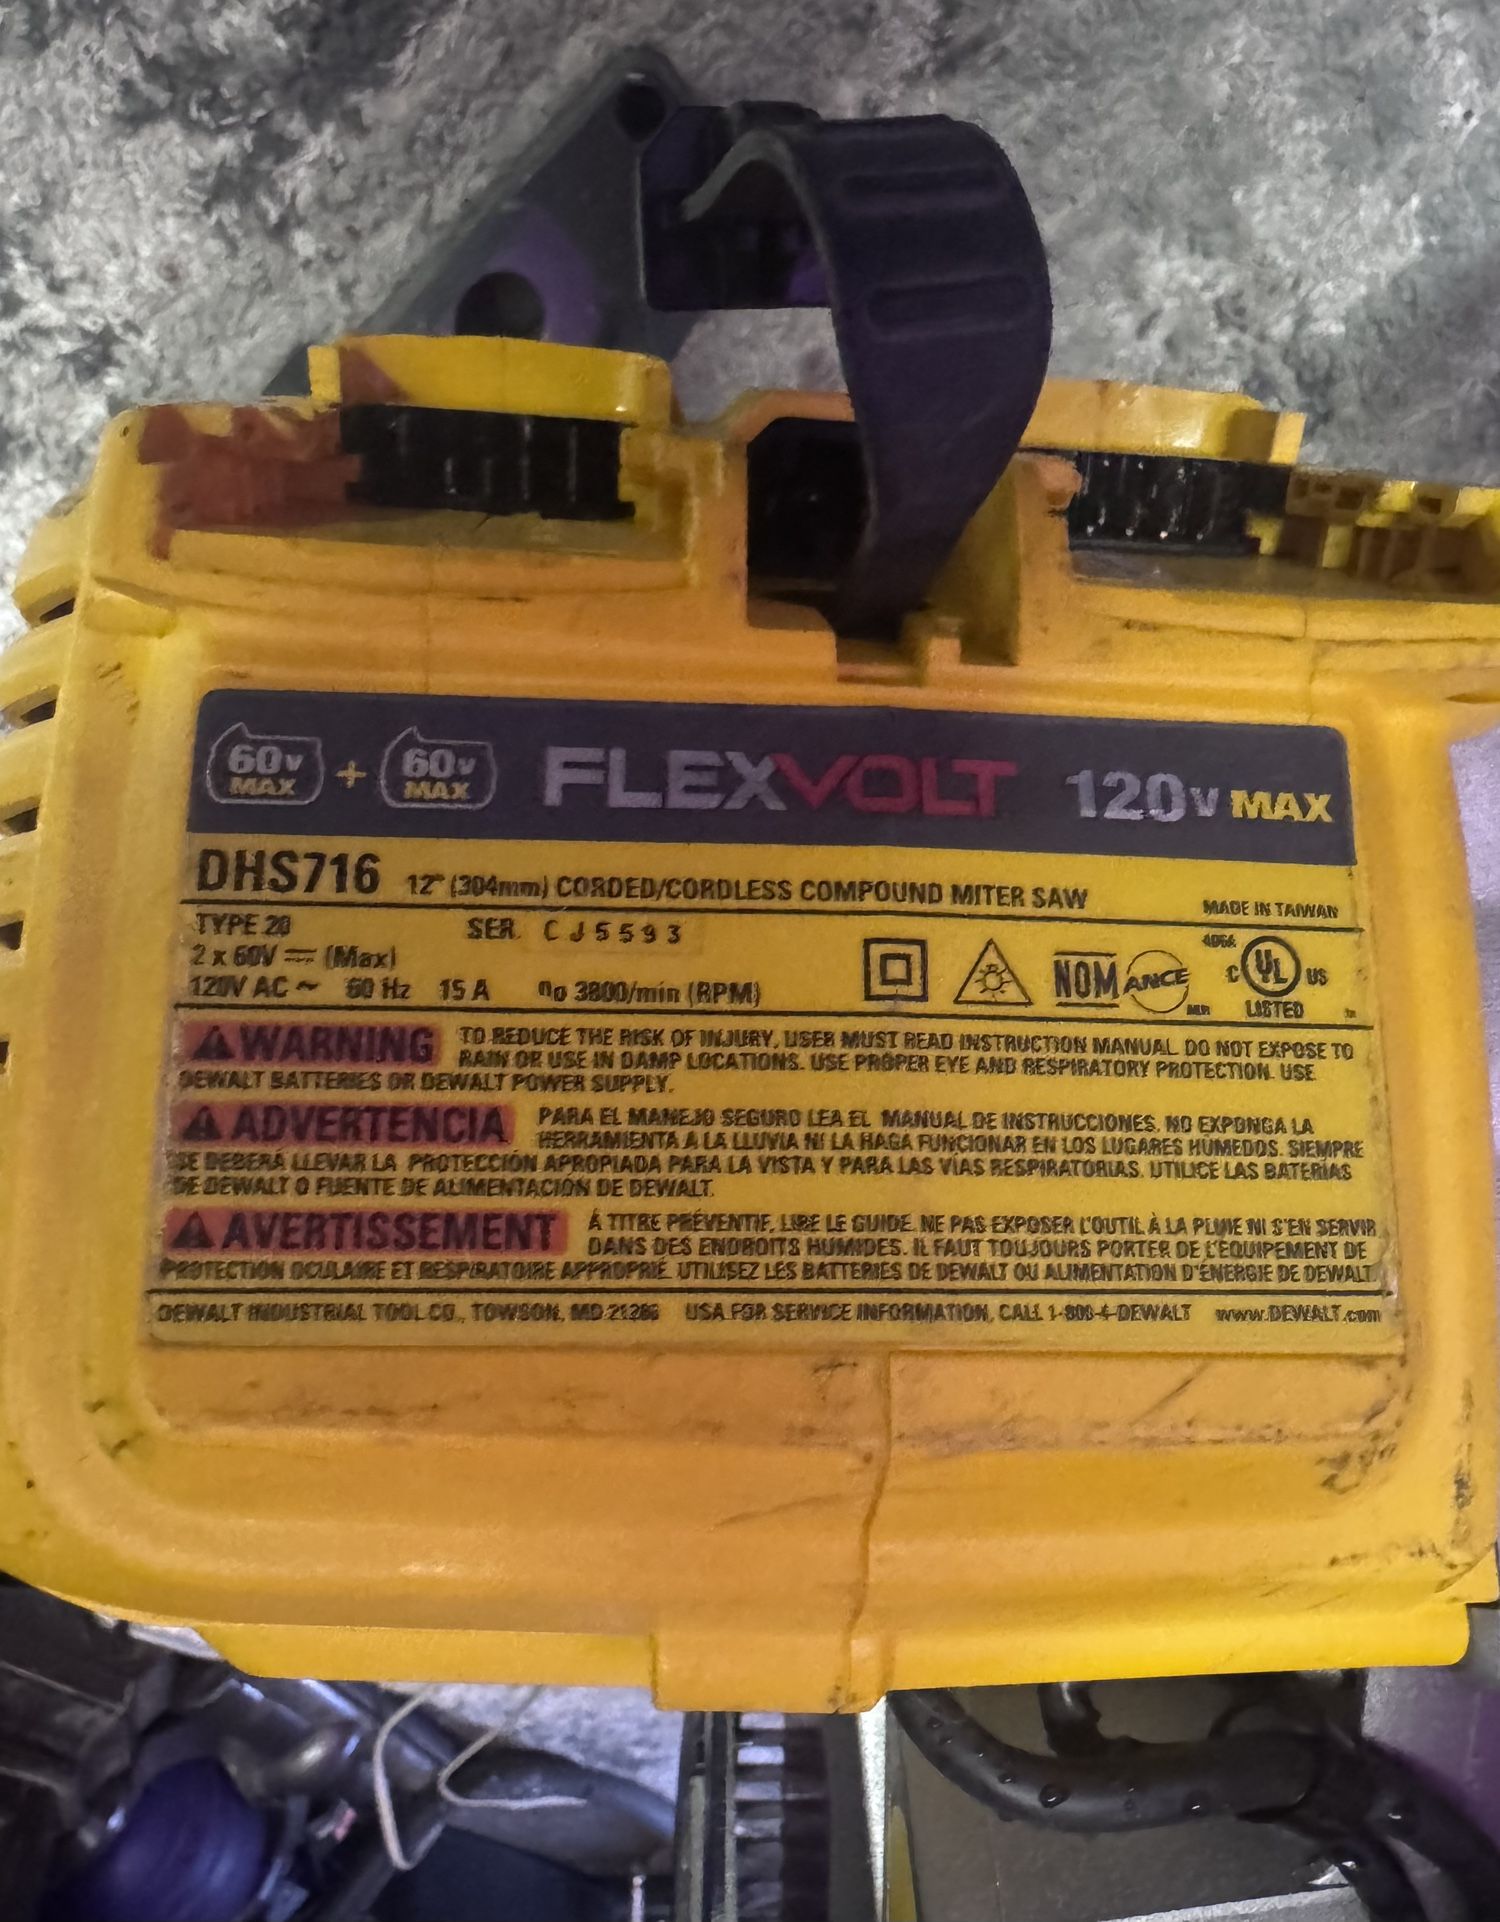 60v MAX + 60v MAX FLEXVOLT 120v MAX
DHS716 12" (304mm) CORDED/CORDLESS COMPOUND MITER SAW
MADE IN TAIWAN
TYPE 20 SER. CJ5593
2 x 60V ⎓ (Max)
120V AC ~ 60 Hz 15 A no 3800/min (RPM)
NOM ANCE
C UL US
LISTED
WARNING TO REDUCE THE RISK OF INJURY, USER MUST READ INSTRUCTION MANUAL. DO NOT EXPOSE TO
RAIN OR USE IN DAMP LOCATIONS. USE PROPER EYE AND RESPIRATORY PROTECTION. USE
DEWALT BATTERIES OR DEWALT POWER SUPPLY.
ADVERTENCIA PARA EL MANEJO SEGURO LEA EL MANUAL DE INSTRUCCIONES. NO EXPONGA LA
HERRAMIENTA A LA LLUVIA NI LA HAGA FUNCIONAR EN LOS LUGARES HÚMEDOS. SIEMPRE
SE DEBERÁ LLEVAR LA PROTECCIÓN APROPIADA PARA LA VISTA Y PARA LAS VÍAS RESPIRATORIAS. UTILICE LAS BATERÍAS
DE DEWALT O FUENTE DE ALIMENTACIÓN DE DEWALT.
AVERTISSEMENT À TITRE PRÉVENTIF, LIRE LE GUIDE. NE PAS EXPOSER L'OUTIL À LA PLUIE NI S'EN SERVIR
DANS DES ENDROITS HUMIDES. IL FAUT TOUJOURS PORTER DE L'ÉQUIPEMENT DE
PROTECTION OCULAIRE ET RESPIRATOIRE APPROPRIÉ. UTILISEZ LES BATTERIES DE DEWALT OU ALIMENTATION D'ÉNERGIE DE DEWALT.
DEWALT INDUSTRIAL TOOL CO., TOWSON, MD 21286 USA FOR SERVICE INFORMATION, CALL 1-800-4-DEWALT www.DEWALT.com